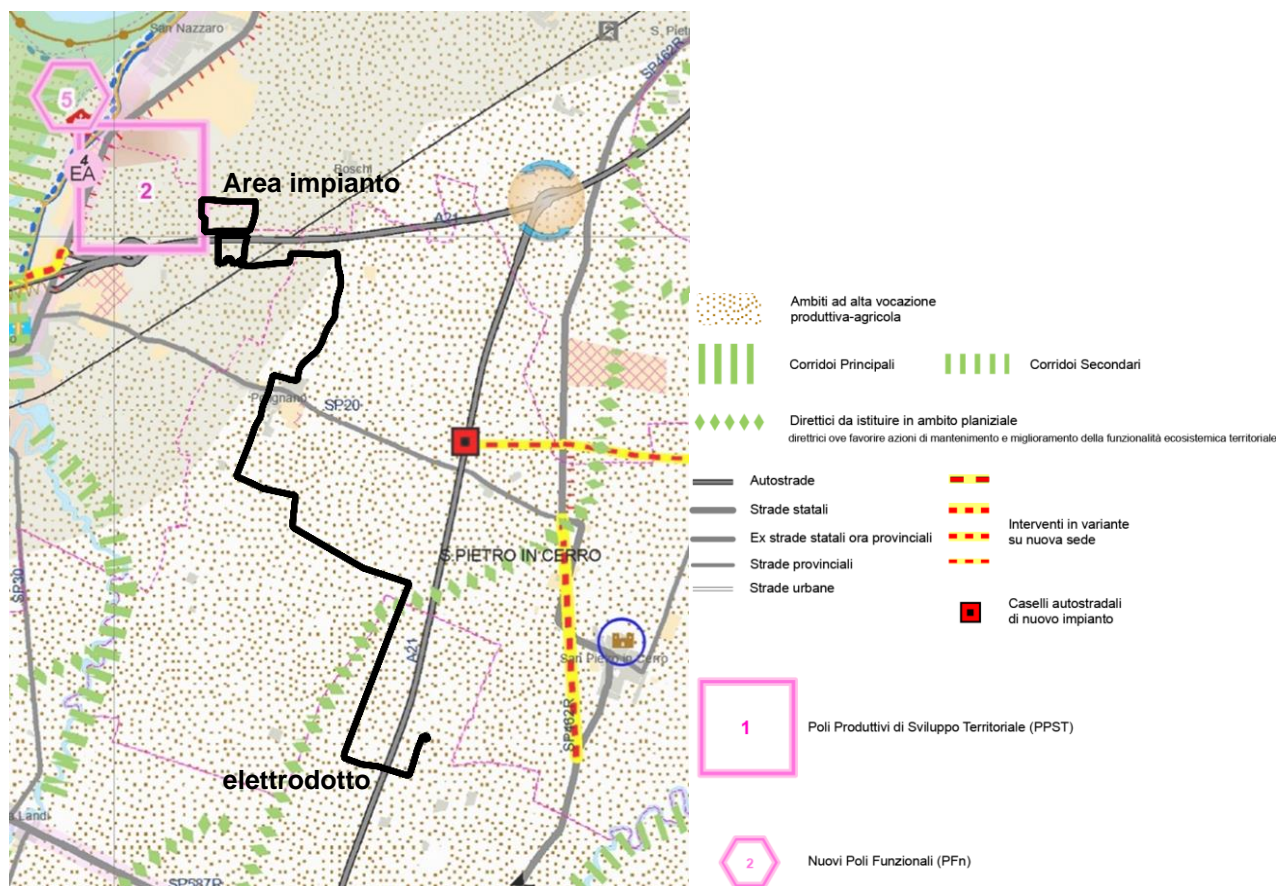 San Nazzaro
S. Pietro
SP462R
5
4
EA
2
Boschi
Area impianto
A21
SP20
S.PIETRO IN CERRO
SP30
A21
San Pietro in Cerro
SP462R
elettrodotto
Landi
SP587R
Ambiti ad alta vocazione
produttiva-agricola
Corridoi Principali
Corridoi Secondari
Direttici da istituire in ambito planiziale
direttrici ove favorire azioni di mantenimento e miglioramento della funzionalità ecosistemica territoriale
Autostrade
Strade statali
Ex strade statali ora provinciali
Strade provinciali
Strade urbane
Interventi in variante
su nuova sede
Caselli autostradali
di nuovo impianto
1
Poli Produttivi di Sviluppo Territoriale (PPST)
2
Nuovi Poli Funzionali (PFn)